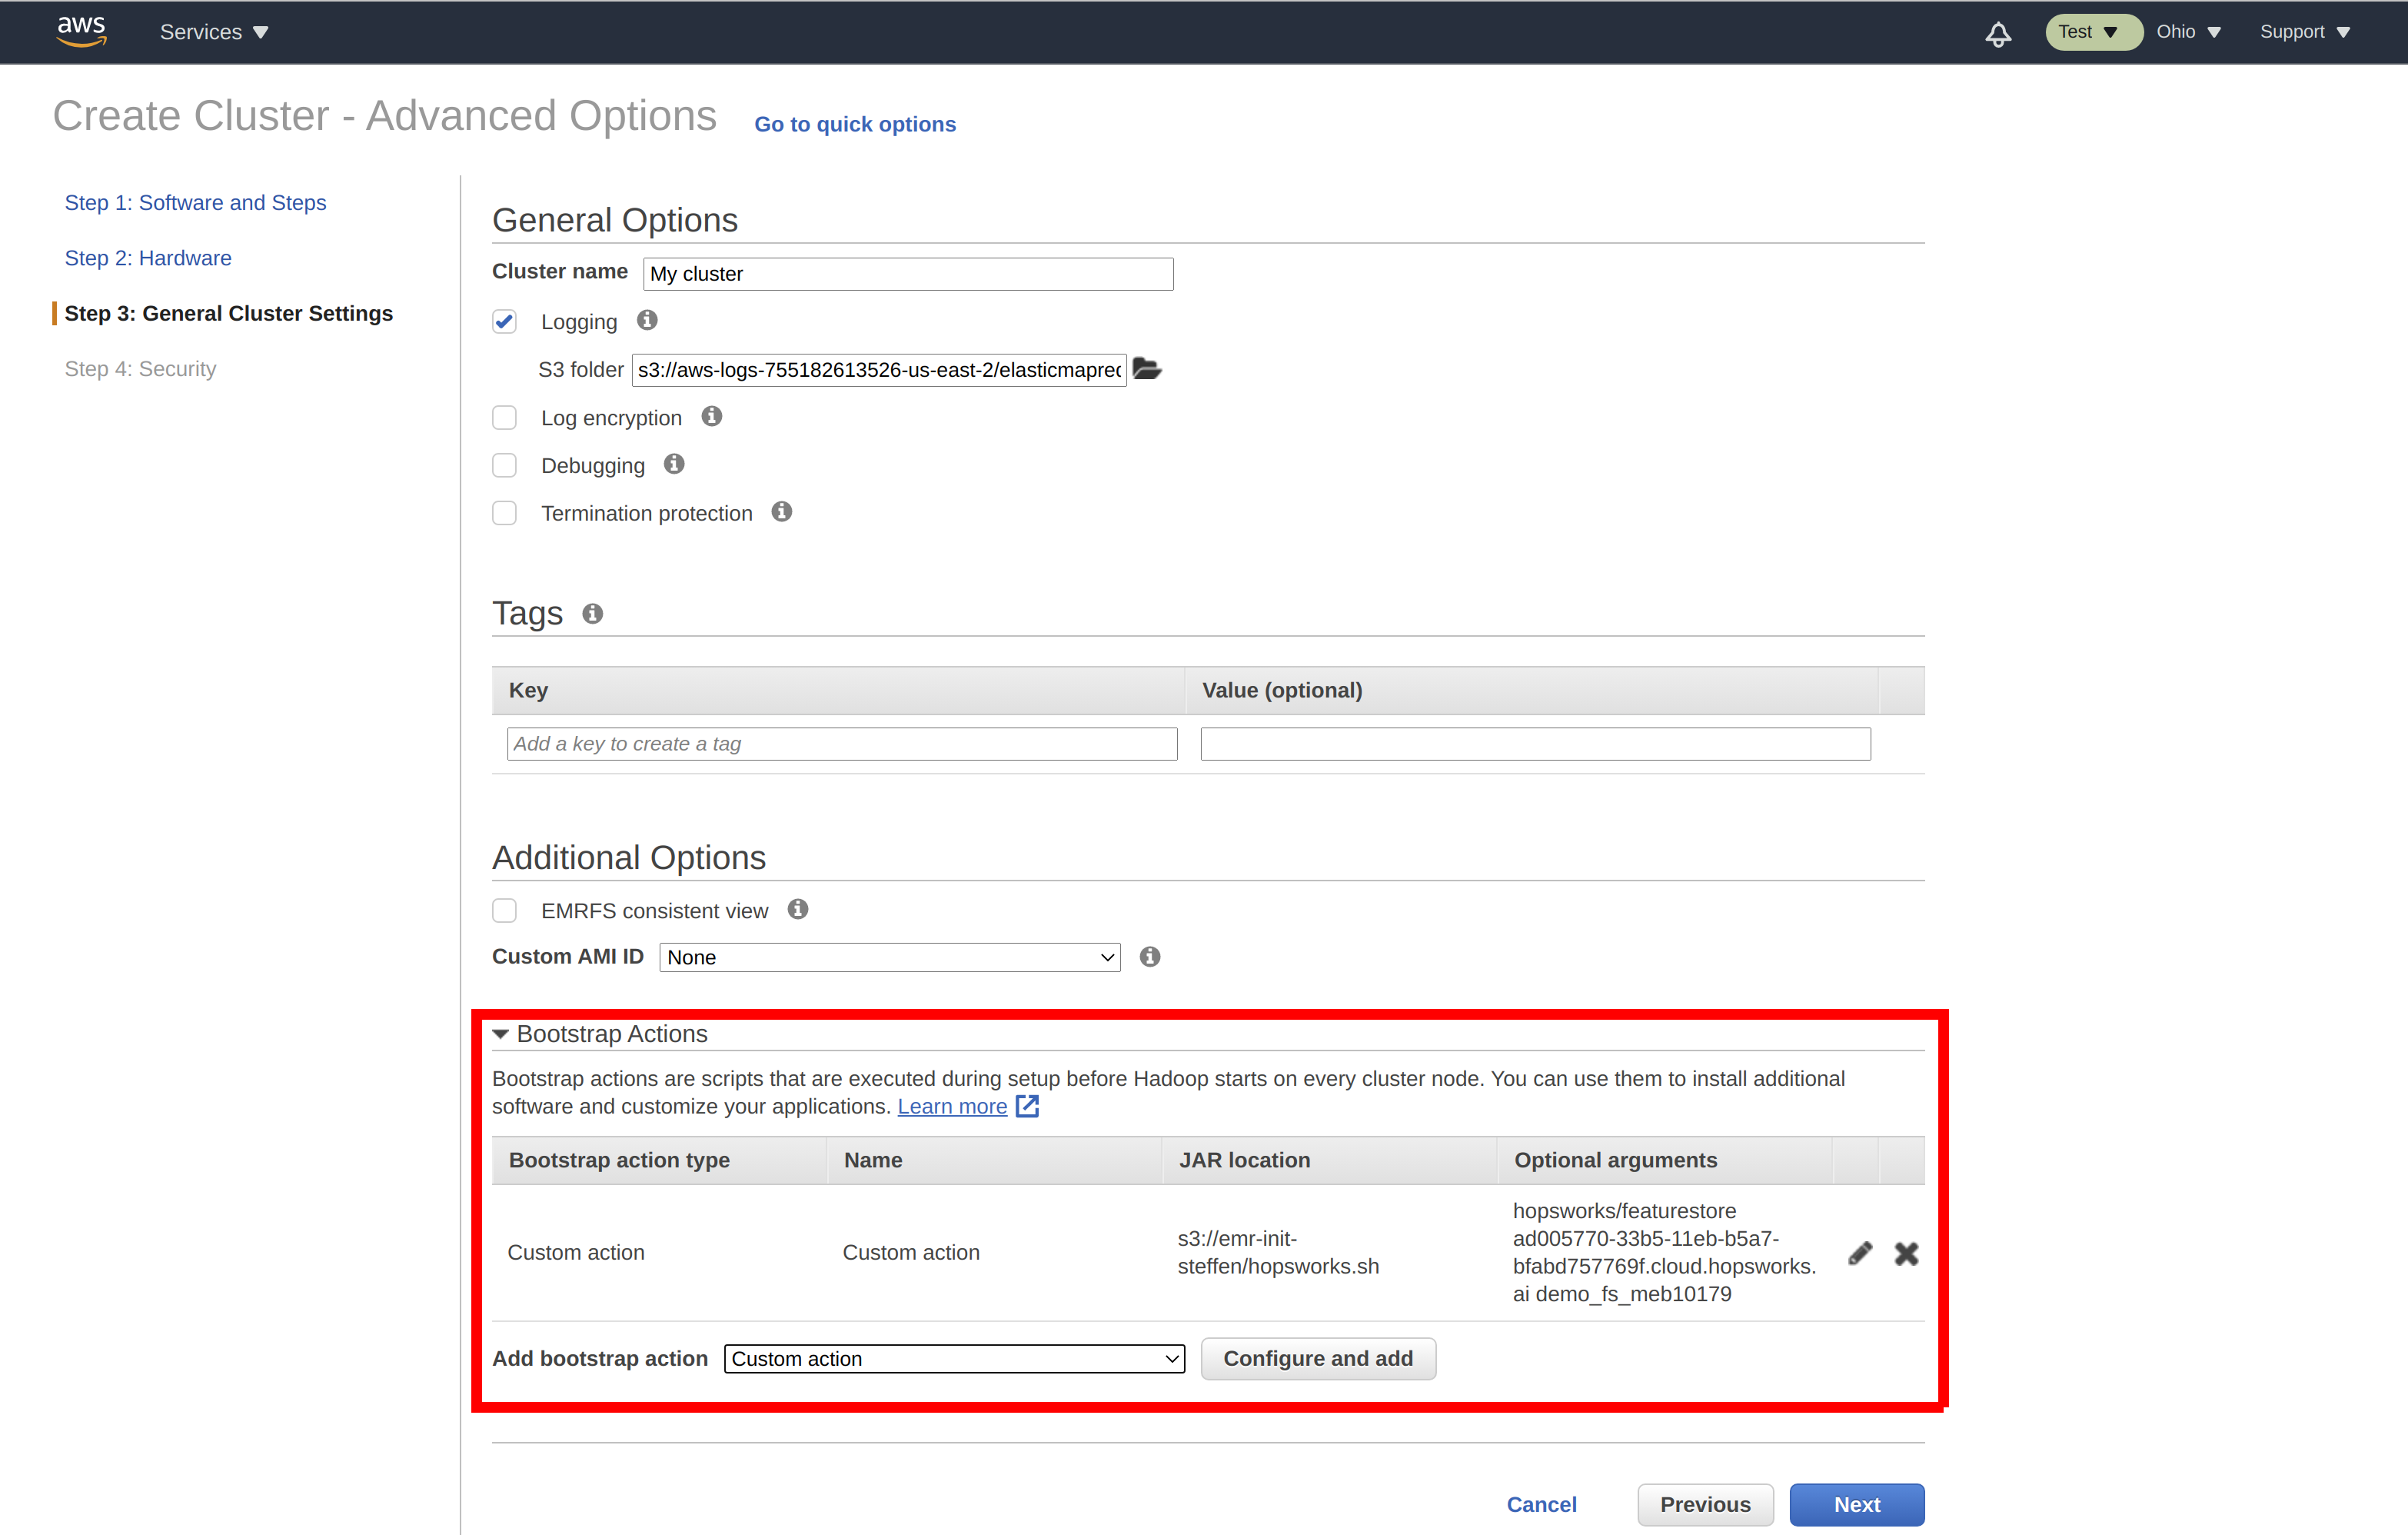 aws Services Test Ohio Support
Create Cluster - Advanced Options Go to quick options
Step 1: Software and Steps
Step 2: Hardware
Step 3: General Cluster Settings
Step 4: Security
General Options
Cluster name My cluster
Logging
S3 folder s3://aws-logs-755182613526-us-east-2/elasticmapred
Log encryption
Debugging
Termination protection
Tags
Key Value (optional)
Add a key to create a tag
Additional Options
EMRFS consistent view
Custom AMI ID None
Bootstrap Actions
Bootstrap actions are scripts that are executed during setup before Hadoop starts on every cluster node. You can use them to install additional
software and customize your applications. Learn more
Bootstrap action type Name JAR location Optional arguments
Custom action Custom action
s3://emr-init-
steffen/hopsworks.sh
hopsworks/featurestore
ad005770-33b5-11eb-b5a7-
bfabd757769f.cloud.hopsworks.
ai demo_fs_meb10179
Add bootstrap action Custom action Configure and add
Cancel Previous Next